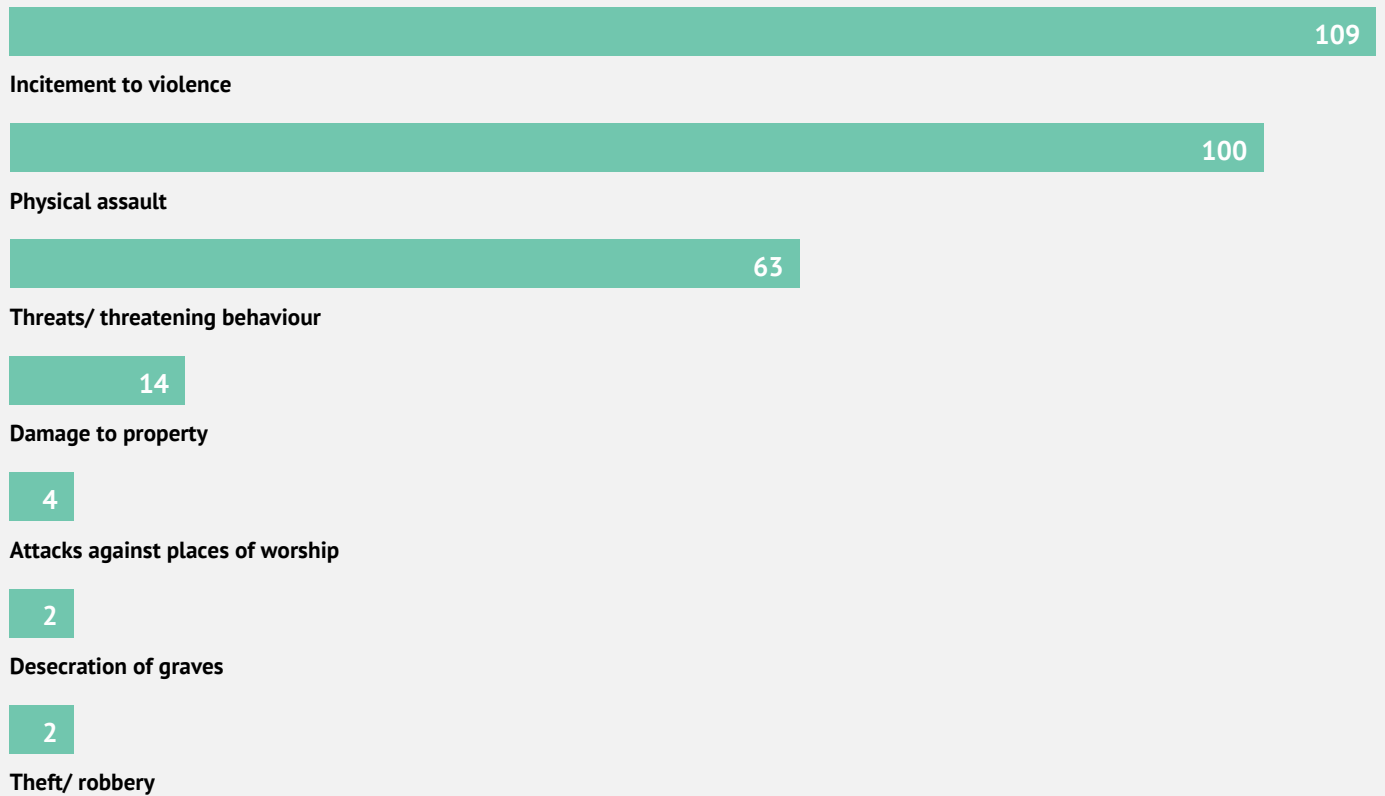 109
Incitement to violence
100
Physical assault
63
Threats/ threatening behaviour
14
Damage to property
4
Attacks against places of worship
2
Desecration of graves
2
Theft/ robbery